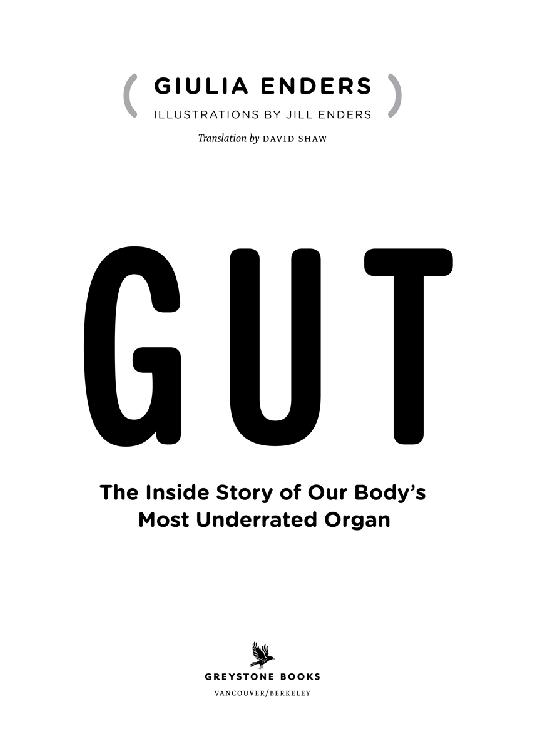 GIULIA ENDERS
ILLUSTRATIONS BY JILL ENDERS
Translation by DAVID SHAW
GUT
The Inside Story of Our Body’s
Most Underrated Organ
GREYSTONE BOOKS
VANCOUVER/BERKELEY